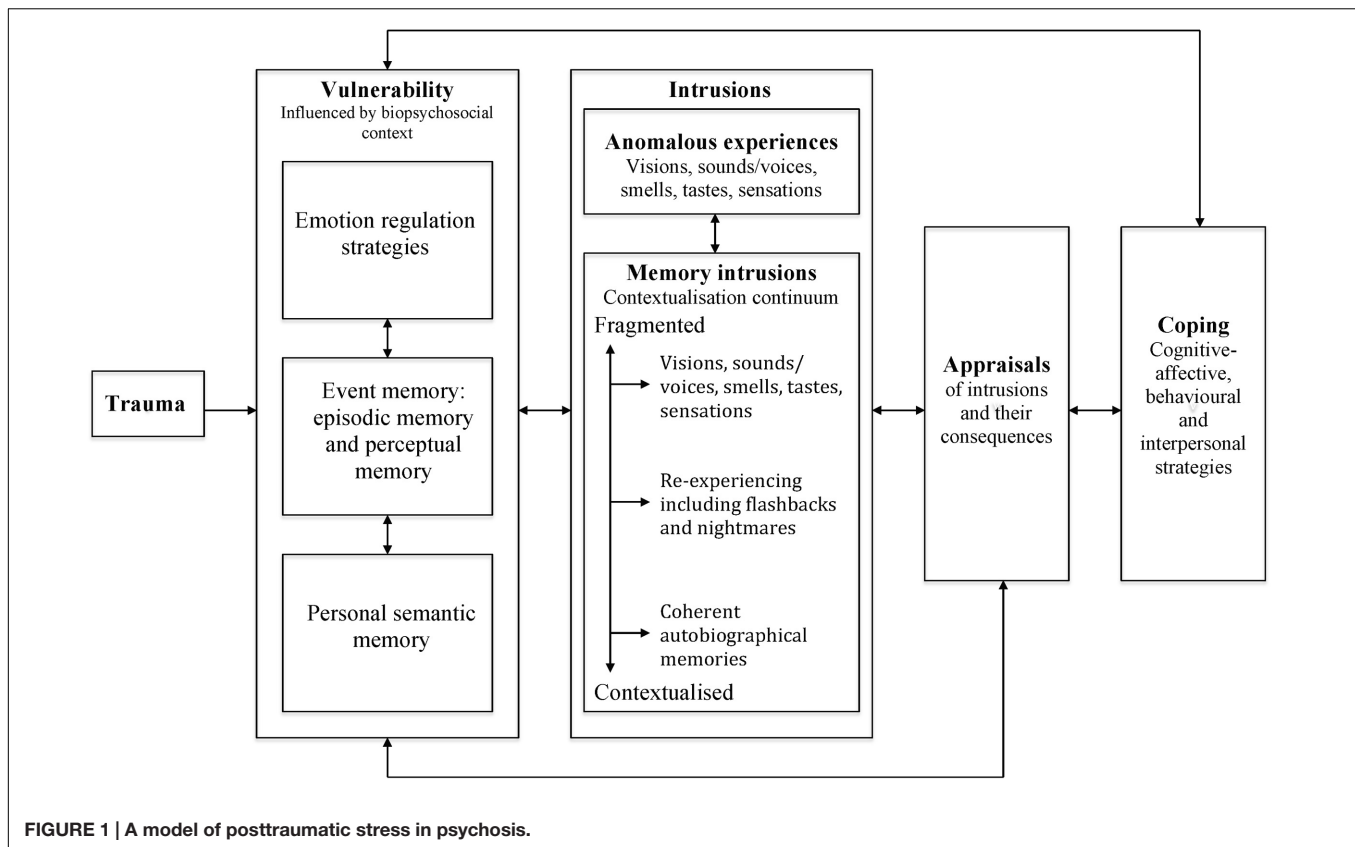 Trauma
Vulnerability
Influenced by biopsychosocial
context
Emotion regulation
strategies
Event memory:
episodic memory
and perceptual
memory
Personal semantic
memory
Intrusions
Anomalous experiences
Visions, sounds/voices,
smells, tastes, sensations
Memory intrusions
Contextualisation continuum
Fragmented
Visions, sounds/
voices, smells, tastes,
sensations
Re-experiencing
including flashbacks
and nightmares
Coherent
autobiographical
memories
Contextualised
Appraisals
of intrusions
and their
consequences
Coping
Cognitive-
affective,
behavioural
and
interpersonal
strategies
FIGURE 1 | A model of posttraumatic stress in psychosis.